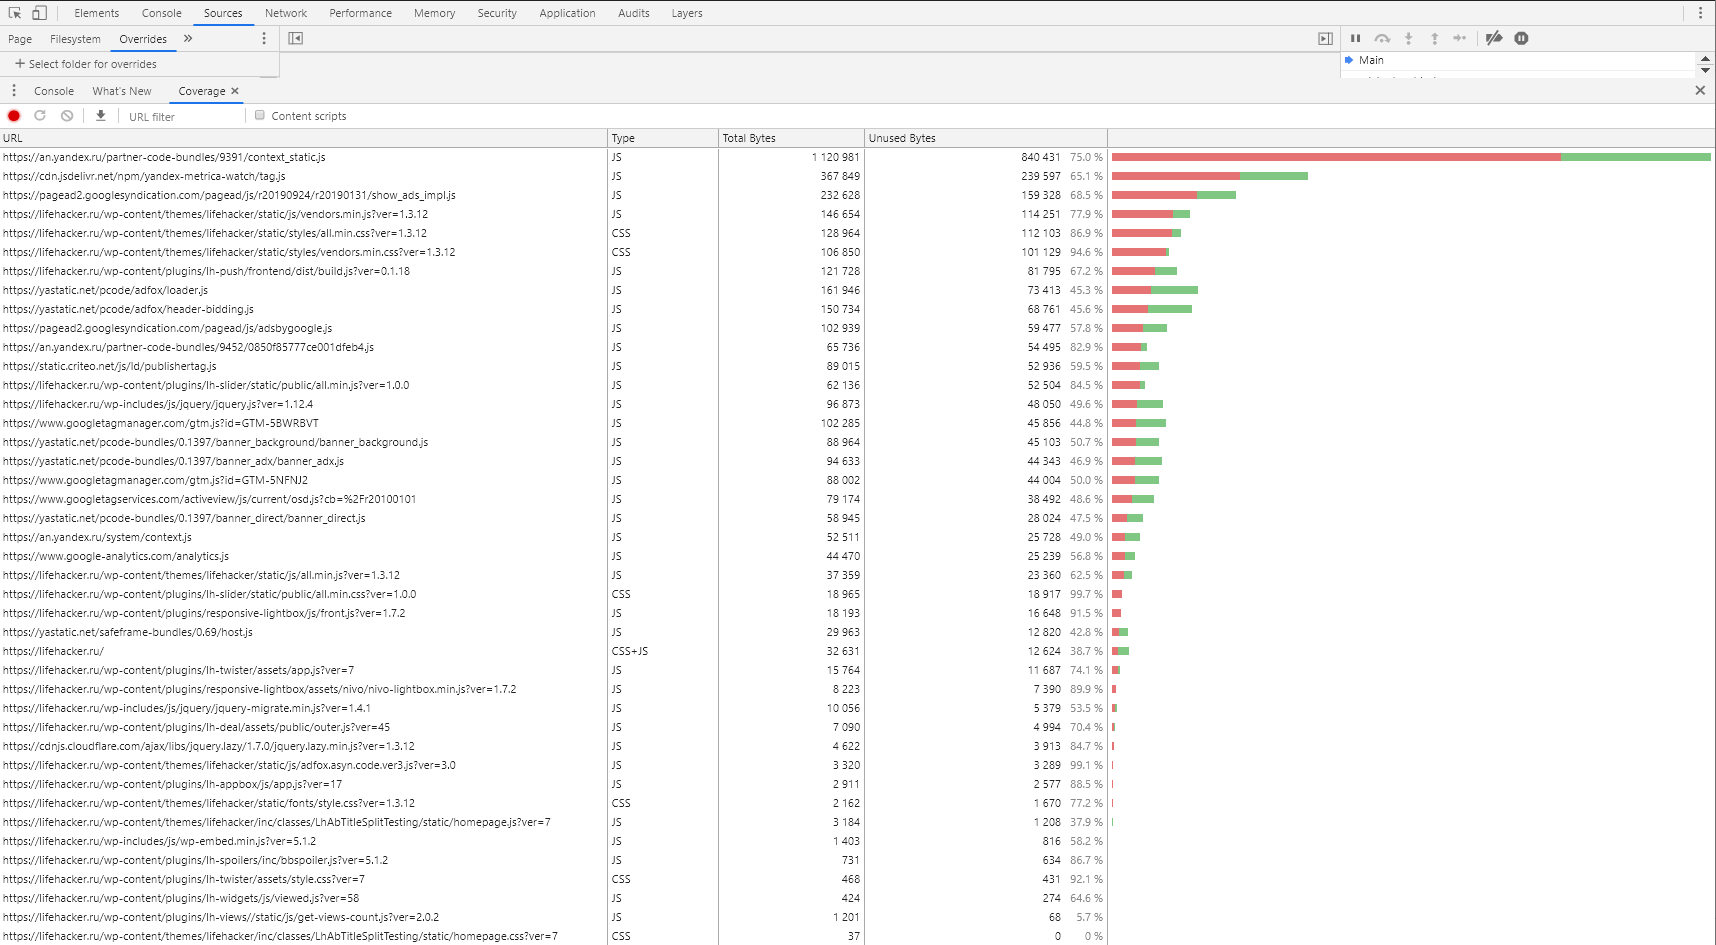 Elements Console Sources Network Performance Memory Security Application Audits Layers
Page Filesystem Overrides »
+ Select folder for overrides
Main
Console What's New Coverage ×
URL filter Content scripts
URL Type Total Bytes Unused Bytes
https://an.yandex.ru/partner-code-bundles/9391/context_static.js JS 1 120 981 840 431 75.0 %
https://cdn.jsdelivr.net/npm/yandex-metrica-watch/tag.js JS 367 849 239 597 65.1 %
https://pagead2.googlesyndication.com/pagead/js/r20190924/r20190131/show_ads_impl.js JS 232 628 159 328 68.5 %
https://lifehacker.ru/wp-content/themes/lifehacker/static/js/vendors.min.js?ver=1.3.12 JS 146 654 114 251 77.9 %
https://lifehacker.ru/wp-content/themes/lifehacker/static/styles/all.min.css?ver=1.3.12 CSS 128 964 112 103 86.9 %
https://lifehacker.ru/wp-content/themes/lifehacker/static/styles/vendors.min.css?ver=1.3.12 CSS 106 850 101 129 94.6 %
https://lifehacker.ru/wp-content/plugins/lh-push/frontend/dist/build.js?ver=0.1.18 JS 121 728 81 795 67.2 %
https://yastatic.net/pcode/adfox/loader.js JS 161 946 73 413 45.3 %
https://yastatic.net/pcode/adfox/header-bidding.js JS 150 734 68 761 45.6 %
https://pagead2.googlesyndication.com/pagead/js/adsbygoogle.js JS 102 939 59 477 57.8 %
https://an.yandex.ru/partner-code-bundles/9452/0850f85777ce001dfeb4.js JS 65 736 54 495 82.9 %
https://static.criteo.net/js/ld/publishertag.js JS 89 015 52 936 59.5 %
https://lifehacker.ru/wp-content/plugins/lh-slider/static/public/all.min.js?ver=1.0.0 JS 62 136 52 504 84.5 %
https://lifehacker.ru/wp-includes/js/jquery/jquery.js?ver=1.12.4 JS 96 873 48 050 49.6 %
https://www.googletagmanager.com/gtm.js?id=GTM-5BWRBVT JS 102 285 45 856 44.8 %
https://yastatic.net/pcode-bundles/0.1397/banner_background/banner_background.js JS 88 964 45 103 50.7 %
https://yastatic.net/pcode-bundles/0.1397/banner_adx/banner_adx.js JS 94 633 44 343 46.9 %
https://www.googletagmanager.com/gtm.js?id=GTM-5NFNJ2 JS 88 002 44 004 50.0 %
https://www.googletagservices.com/activeview/js/current/osd.js?cb=%2Fr20100101 JS 79 174 38 492 48.6 %
https://yastatic.net/pcode-bundles/0.1397/banner_direct/banner_direct.js JS 58 945 28 024 47.5 %
https://an.yandex.ru/system/context.js JS 52 511 25 728 49.0 %
https://www.google-analytics.com/analytics.js JS 44 470 25 239 56.8 %
https://lifehacker.ru/wp-content/themes/lifehacker/static/js/all.min.js?ver=1.3.12 JS 37 359 23 360 62.5 %
https://lifehacker.ru/wp-content/plugins/lh-slider/static/public/all.min.css?ver=1.0.0 CSS 18 965 18 917 99.7 %
https://lifehacker.ru/wp-content/plugins/responsive-lightbox/js/front.js?ver=1.7.2 JS 18 193 16 648 91.5 %
https://yastatic.net/safeframe-bundles/0.69/host.js JS 29 963 12 820 42.8 %
https://lifehacker.ru/ CSS+JS 32 631 12 624 38.7 %
https://lifehacker.ru/wp-content/plugins/lh-twister/assets/app.js?ver=7 JS 15 764 11 687 74.1 %
https://lifehacker.ru/wp-content/plugins/responsive-lightbox/assets/nivo/nivo-lightbox.min.js?ver=1.7.2 JS 8 223 7 390 89.9 %
https://lifehacker.ru/wp-includes/js/jquery/jquery-migrate.min.js?ver=1.4.1 JS 10 056 5 379 53.5 %
https://lifehacker.ru/wp-content/plugins/lh-deal/assets/public/outer.js?ver=45 JS 7 090 4 994 70.4 %
https://cdnjs.cloudflare.com/ajax/libs/jquery.lazy/1.7.0/jquery.lazy.min.js?ver=1.3.12 JS 4 622 3 913 84.7 %
https://lifehacker.ru/wp-content/themes/lifehacker/static/js/adfox.asyn.code.ver3.js?ver=3.0 JS 3 320 3 289 99.1 %
https://lifehacker.ru/wp-content/plugins/lh-appbox/js/app.js?ver=17 JS 2 911 2 577 88.5 %
https://lifehacker.ru/wp-content/themes/lifehacker/static/fonts/style.css?ver=1.3.12 CSS 2 162 1 670 77.2 %
https://lifehacker.ru/wp-content/themes/lifehacker/inc/classes/LhAbTitleSplitTesting/static/homepage.js?ver=7 JS 3 184 1 208 37.9 %
https://lifehacker.ru/wp-includes/js/wp-embed.min.js?ver=5.1.2 JS 1 403 816 58.2 %
https://lifehacker.ru/wp-content/plugins/lh-spoilers/inc/bbspoiler.js?ver=5.1.2 JS 731 634 86.7 %
https://lifehacker.ru/wp-content/plugins/lh-twister/assets/style.css?ver=7 CSS 468 431 92.1 %
https://lifehacker.ru/wp-content/plugins/lh-widgets/js/viewed.js?ver=58 JS 424 274 64.6 %
https://lifehacker.ru/wp-content/plugins/lh-views//static/js/get-views-count.js?ver=2.0.2 JS 1 201 68 5.7 %
https://lifehacker.ru/wp-content/themes/lifehacker/inc/classes/LhAbTitleSplitTesting/static/homepage.css?ver=7 CSS 37 0 0 %